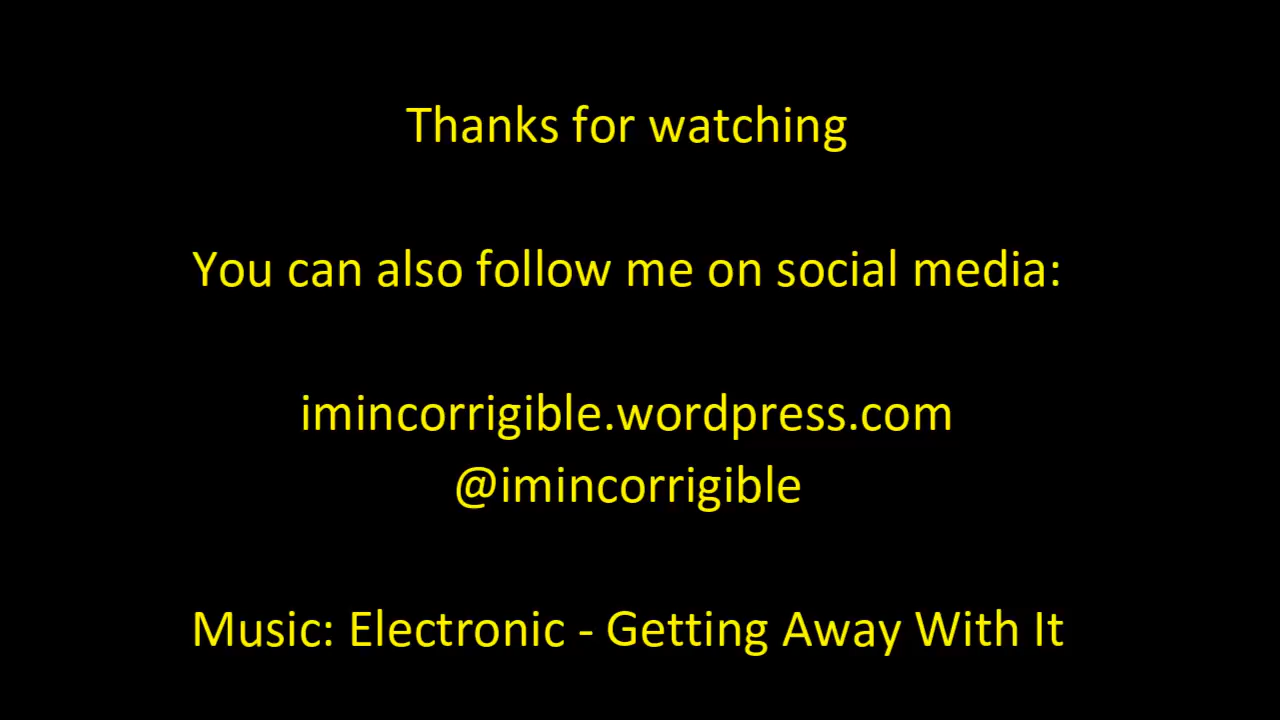 Thanks for watching
You can also follow me on social media:
imincorrigible.wordpress.com
@imincorrigible
Music: Electronic - Getting Away With It